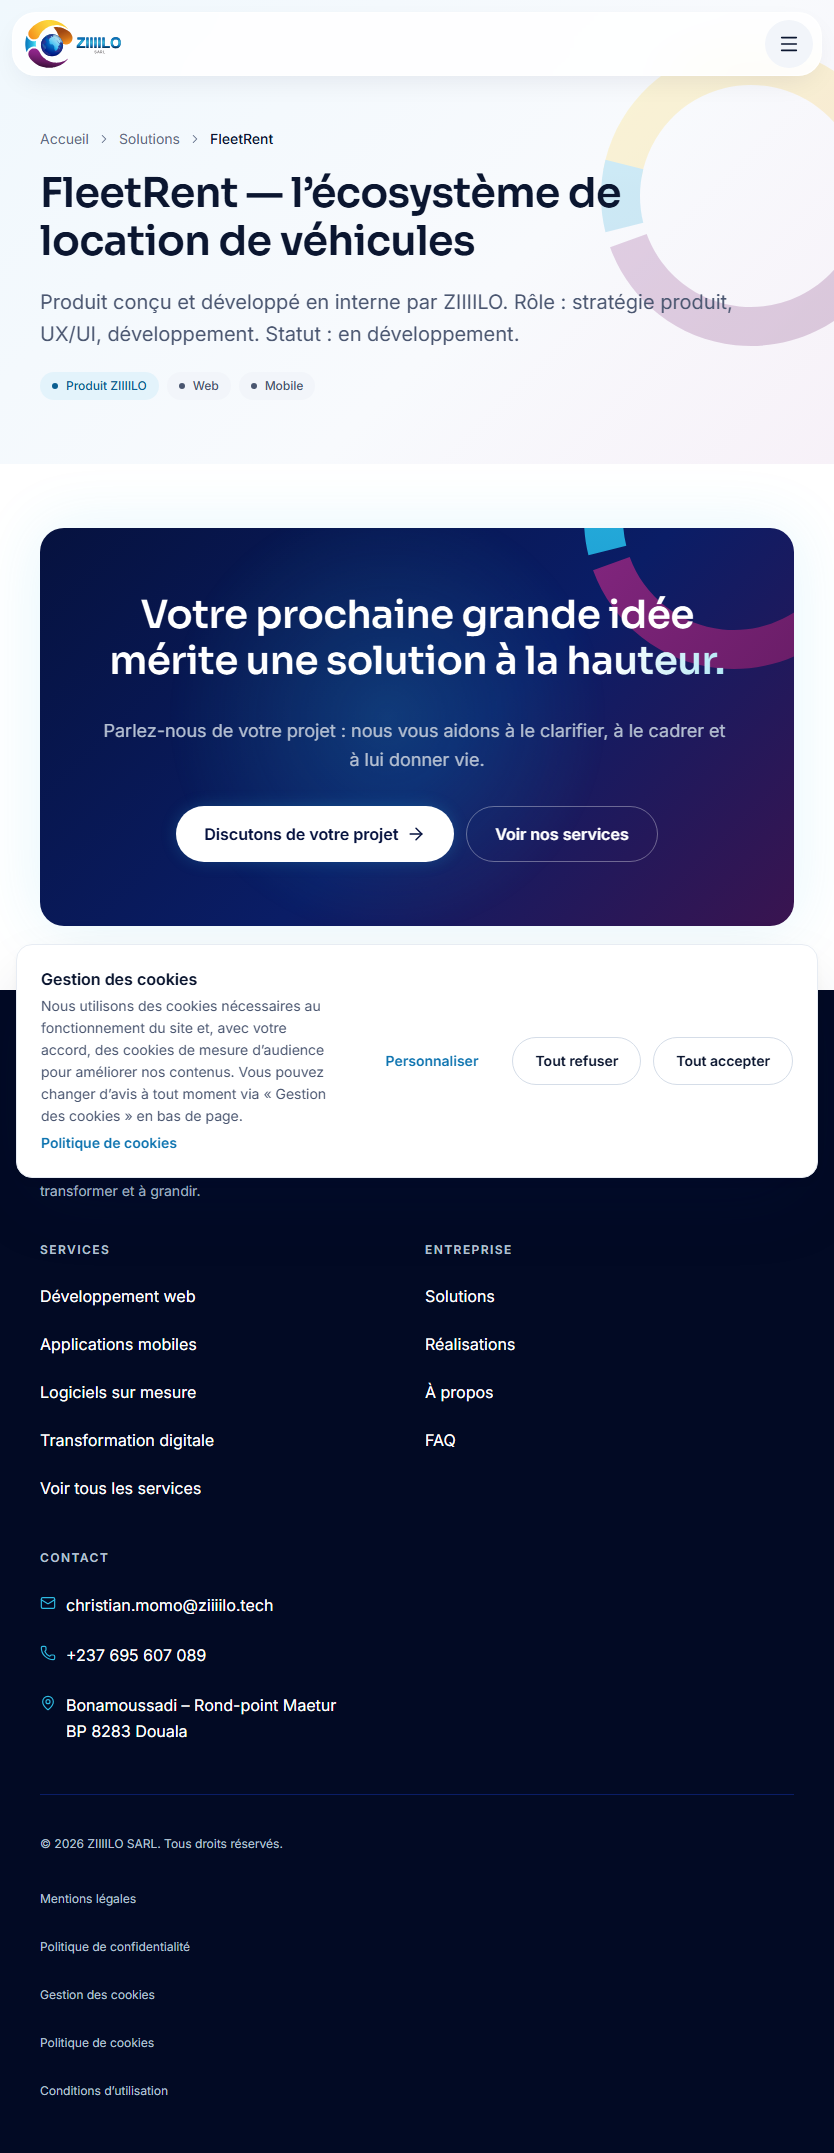 ZIIIILO
SARL
Accueil > Solutions > FleetRent
FleetRent — l’écosystème de
location de véhicules
Produit conçu et développé en interne par ZIIIILO. Rôle : stratégie produit,
UX/UI, développement. Statut : en développement.
Produit ZIIIILO
Web
Mobile
Votre prochaine grande idée
mérite une solution à la hauteur.
Parlez-nous de votre projet : nous vous aidons à le clarifier, à le cadrer et
à lui donner vie.
Discutons de votre projet →
Voir nos services
Gestion des cookies
Nous utilisons des cookies nécessaires au
fonctionnement du site et, avec votre
accord, des cookies de mesure d’audience
pour améliorer nos contenus. Vous pouvez
changer d’avis à tout moment via « Gestion
des cookies » en bas de page.
Politique de cookies
Personnaliser
Tout refuser
Tout accepter
transformer et à grandir.
SERVICES
Développement web
Applications mobiles
Logiciels sur mesure
Transformation digitale
Voir tous les services
ENTREPRISE
Solutions
Réalisations
À propos
FAQ
CONTACT
christian.momo@ziiiilo.tech
+237 695 607 089
Bonamoussadi – Rond-point Maetur
BP 8283 Douala
© 2026 ZIIIILO SARL. Tous droits réservés.
Mentions légales
Politique de confidentialité
Gestion des cookies
Politique de cookies
Conditions d’utilisation